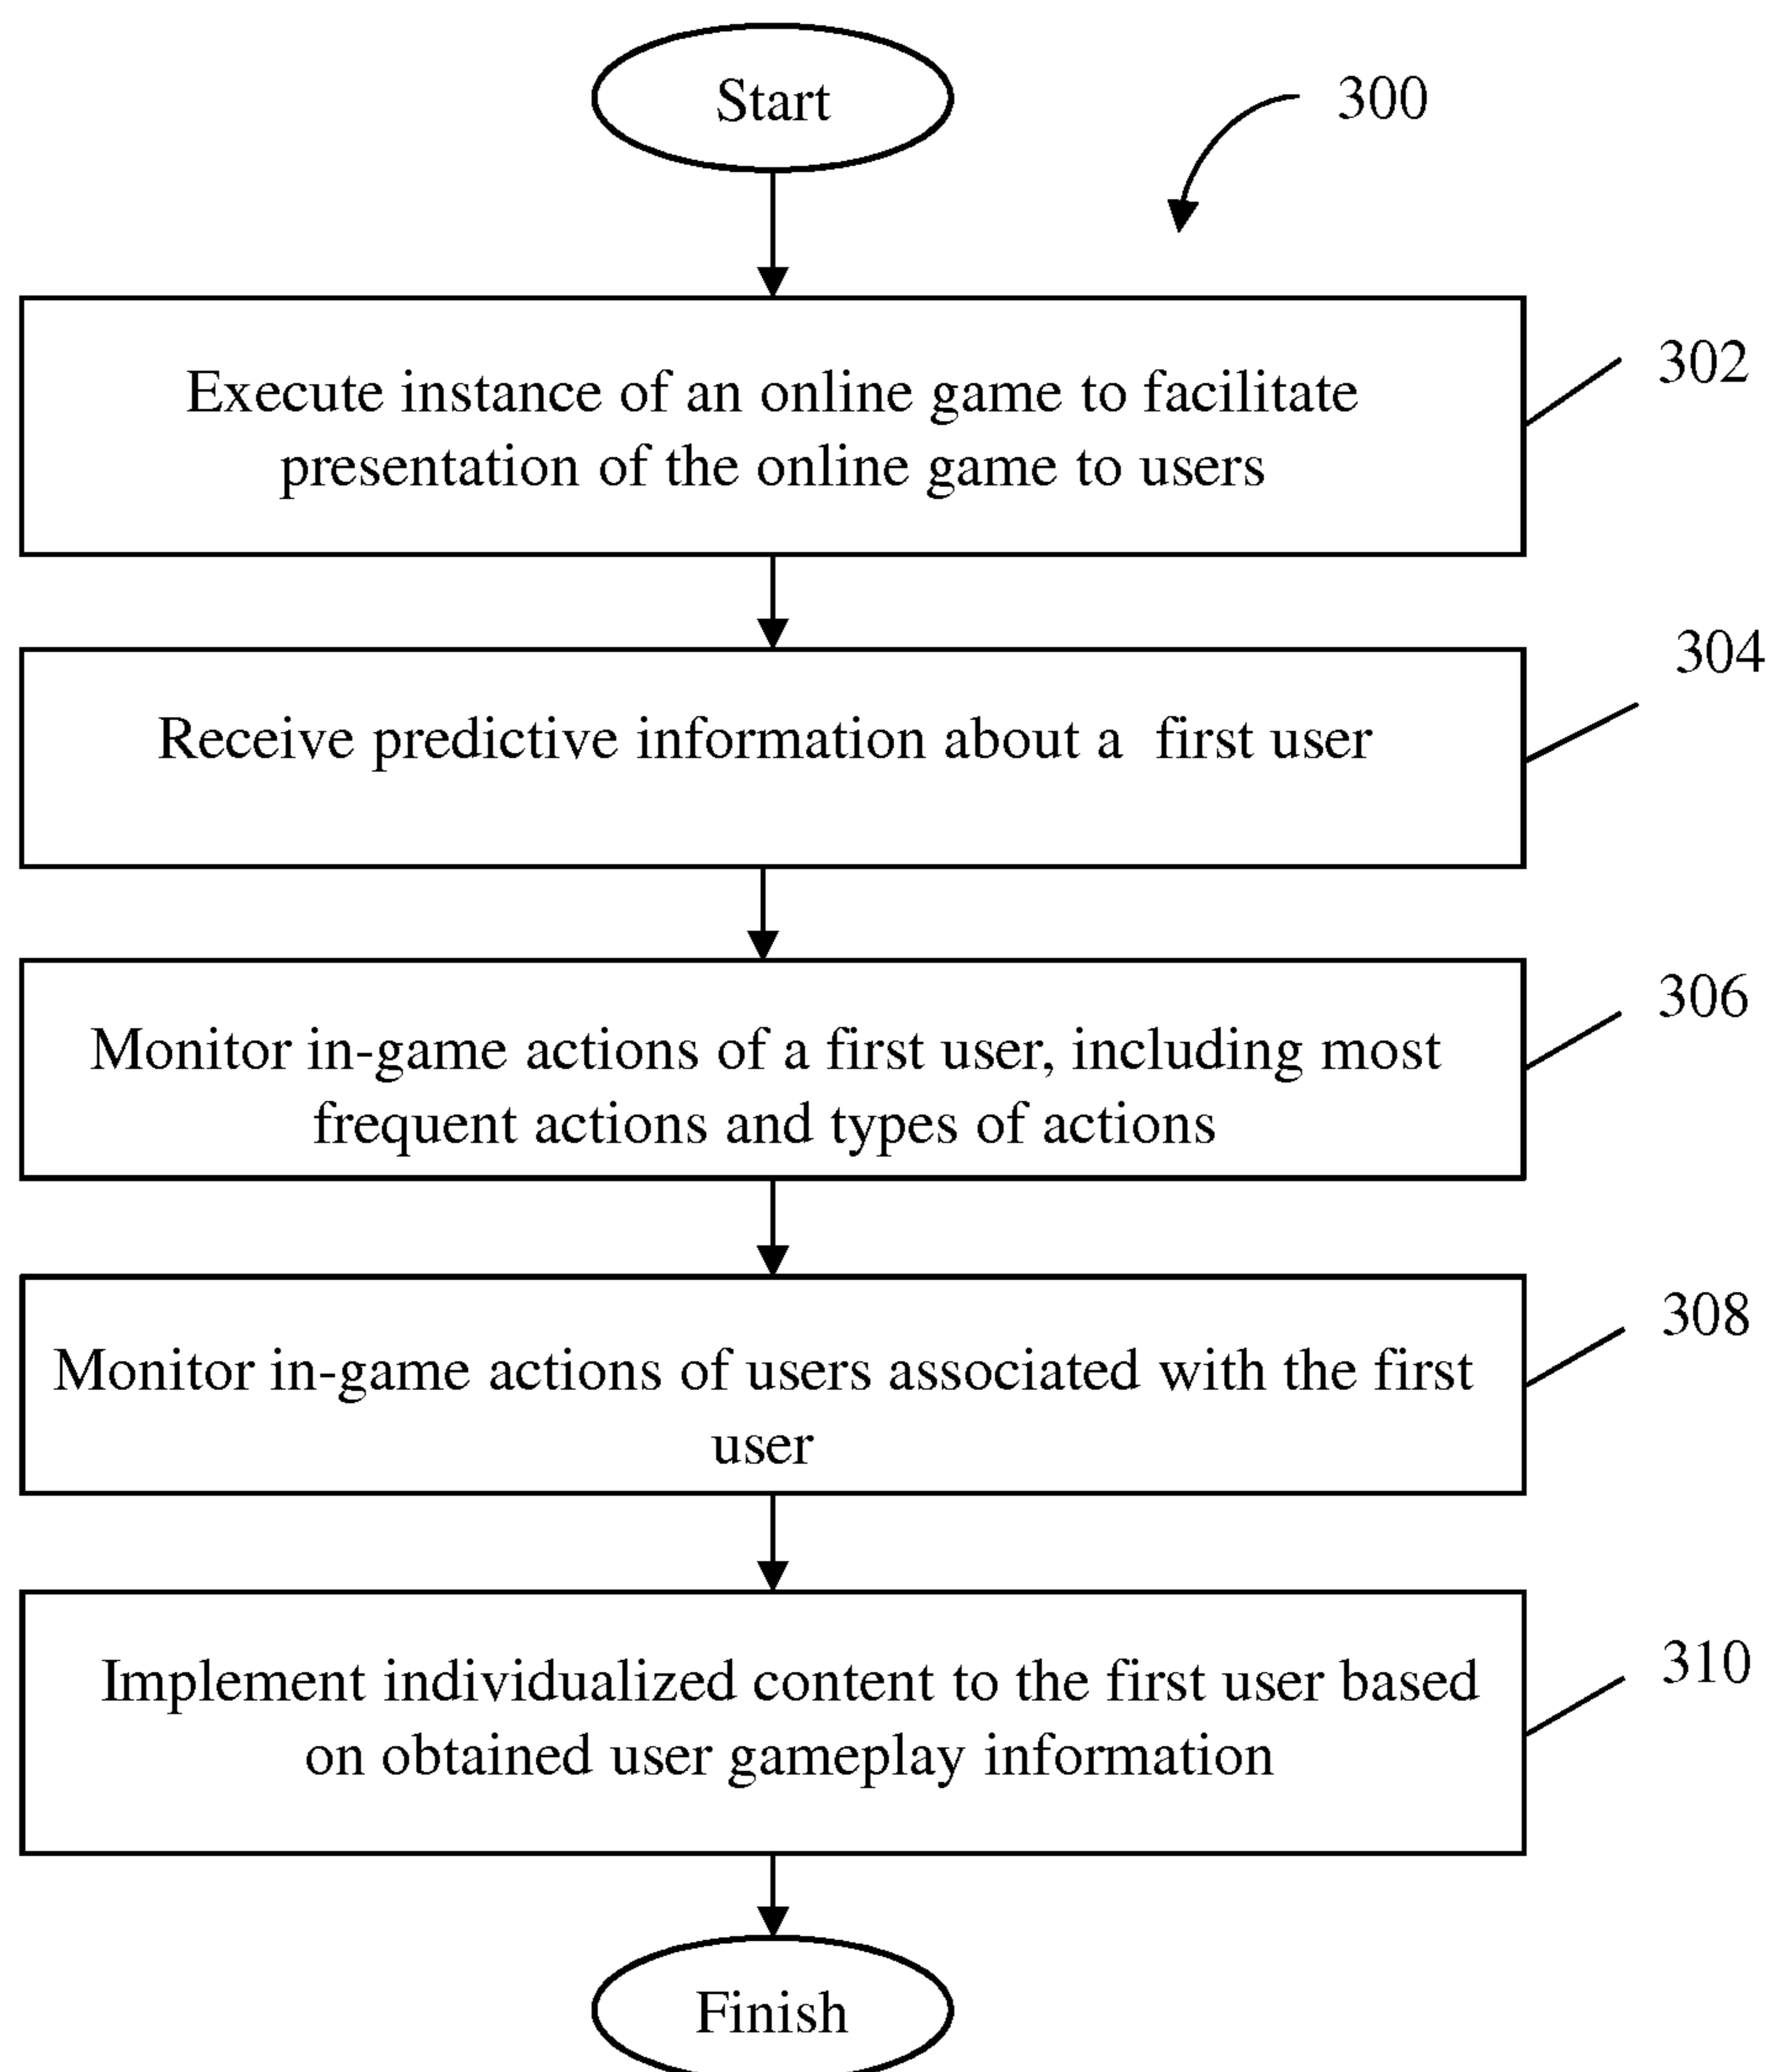 Start
300
Execute instance of an online game to facilitate
presentation of the online game to users
302
Receive predictive information about a first user
304
Monitor in-game actions of a first user, including most
frequent actions and types of actions
306
Monitor in-game actions of users associated with the first
user
308
Implement individualized content to the first user based
on obtained user gameplay information
310
Finish